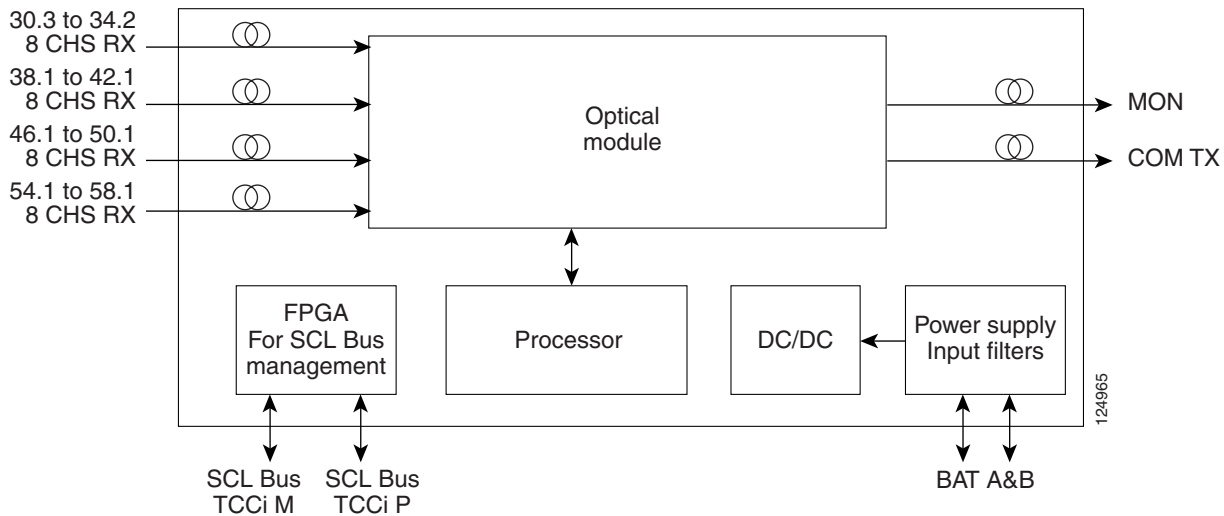 30.3 to 34.2
8 CHS RX
38.1 to 42.1
8 CHS RX
46.1 to 50.1
8 CHS RX
54.1 to 58.1
8 CHS RX
Optical
module
MON
COM TX
FPGA
For SCL Bus
management
Processor
DC/DC
Power supply
Input filters
124965
SCL Bus
TCCi M
SCL Bus
TCCi P
BAT A&B